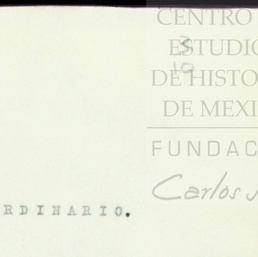 CENTRO
ESTUDIO
DE HISTO
DE MEXI
FUNDAC
Carlos
RDINARIO.